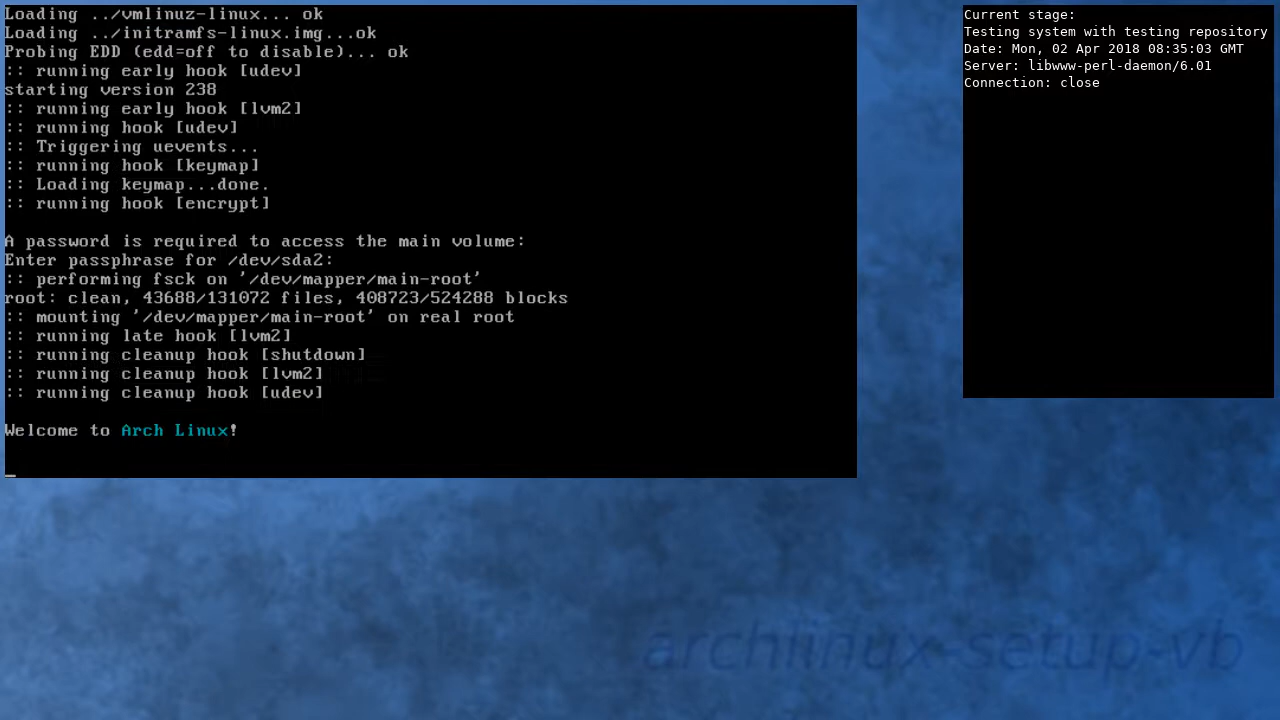 Loading ../vmlinuz-linux... ok
Loading ../initramfs-linux.img...ok
Probing EDD (edd=off to disable)... ok
:: running early hook [udev]
starting version 238
:: running early hook [lvm2]
:: running hook [udev]
:: Triggering uevents...
:: running hook [keymap]
:: Loading keymap...done.
:: running hook [encrypt]
A password is required to access the main volume:
Enter passphrase for /dev/sda2:
:: performing fsck on '/dev/mapper/main-root'
root: clean, 43688/131072 files, 408723/524288 blocks
:: mounting '/dev/mapper/main-root' on real root
:: running late hook [lvm2]
:: running cleanup hook [shutdown]
:: running cleanup hook [lvm2]
:: running cleanup hook [udev]
Welcome to Arch Linux!
Current stage:
Testing system with testing repository
Date: Mon, 02 Apr 2018 08:35:03 GMT
Server: libwww-perl-daemon/6.01
Connection: close
archlinux-setup-vb